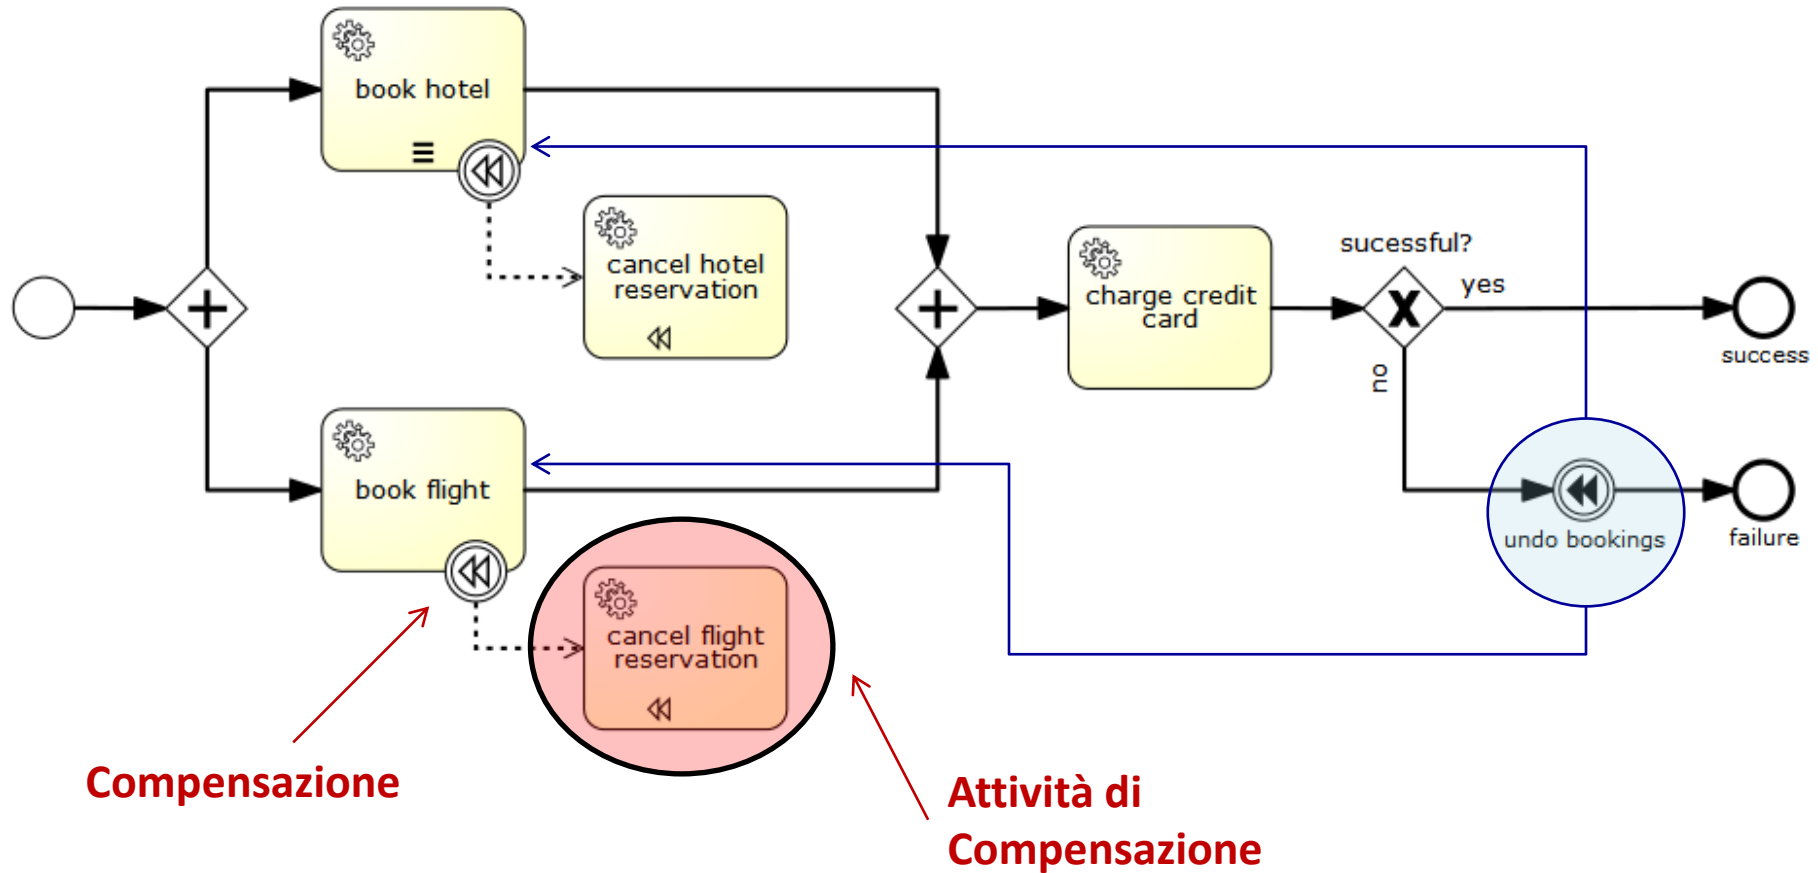 book hotel
cancel hotel
reservation
sucessful?
yes
charge credit
card
success
no
book flight
undo bookings
failure
cancel flight
reservation
Compensazione
Attività di
Compensazione